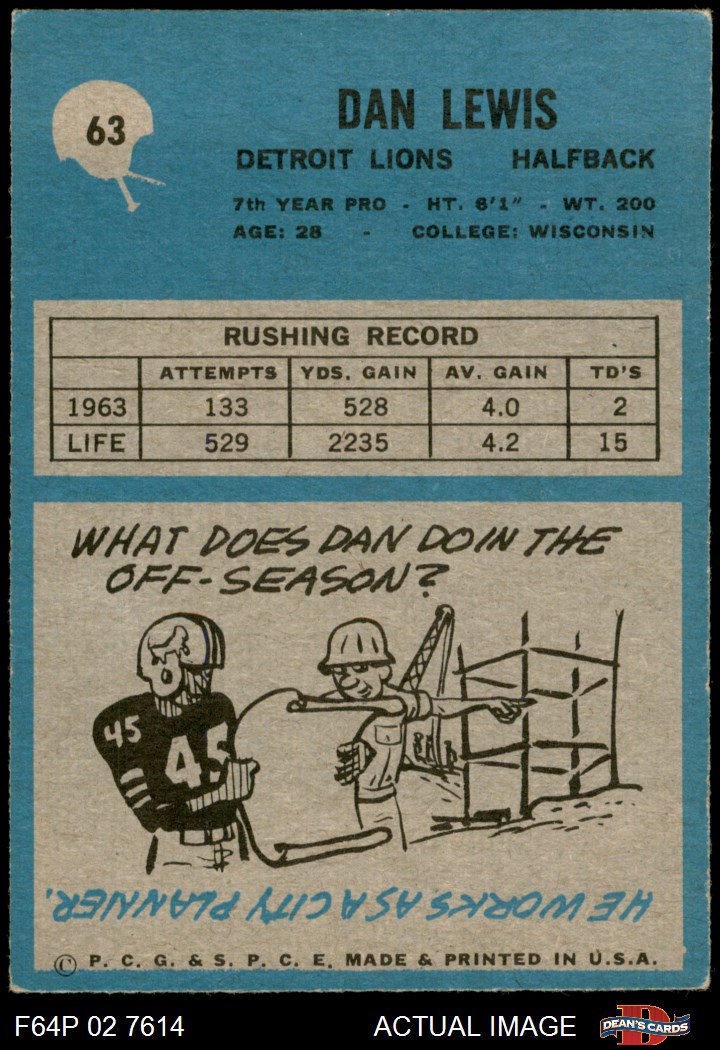 63
DAN LEWIS
DETROIT LIONS HALFBACK
7th YEAR PRO - HT. 6'1" - WT. 200
AGE: 28 - COLLEGE: WISCONSIN
RUSHING RECORD
ATTEMPTS YDS. GAIN AV. GAIN TD'S
1963 133 528 4.0 2
LIFE 529 2235 4.2 15
WHAT DOES DAN DO IN THE
OFF-SEASON?
45
45
HE WORKS AS A CITY PLANNER.
© P. C. G. & S. P. C. E. MADE & PRINTED IN U.S.A.
F64P 02 7614 ACTUAL IMAGE D DEAN'S CARDS